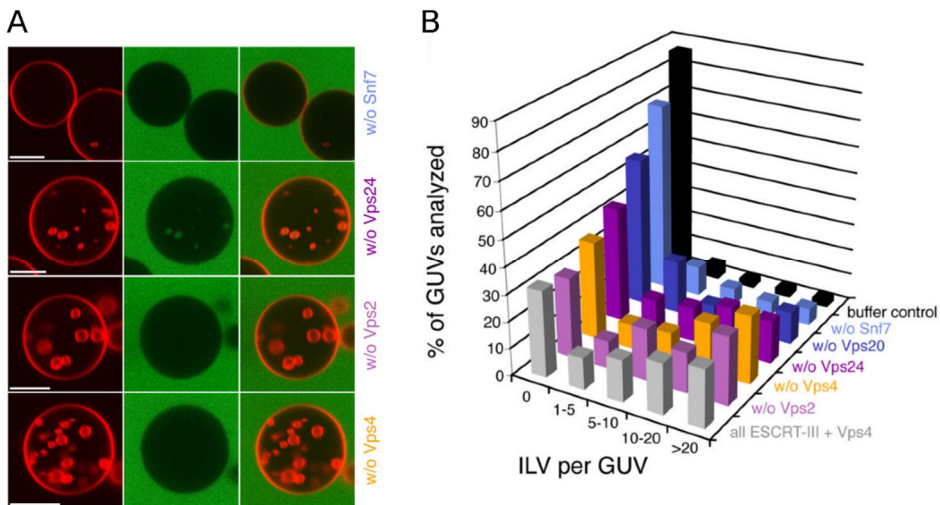 A
w/o Snf7
w/o Vps24
w/o Vps2
w/o Vps4
B
% of GUVs analyzed
90
80
70
60
50
40
30
20
10
0
0
1-5
5-10
10-20
>20
ILV per GUV
buffer control
w/o Snf7
w/o Vps20
w/o Vps24
w/o Vps4
w/o Vps2
all ESCRT-III + Vps4